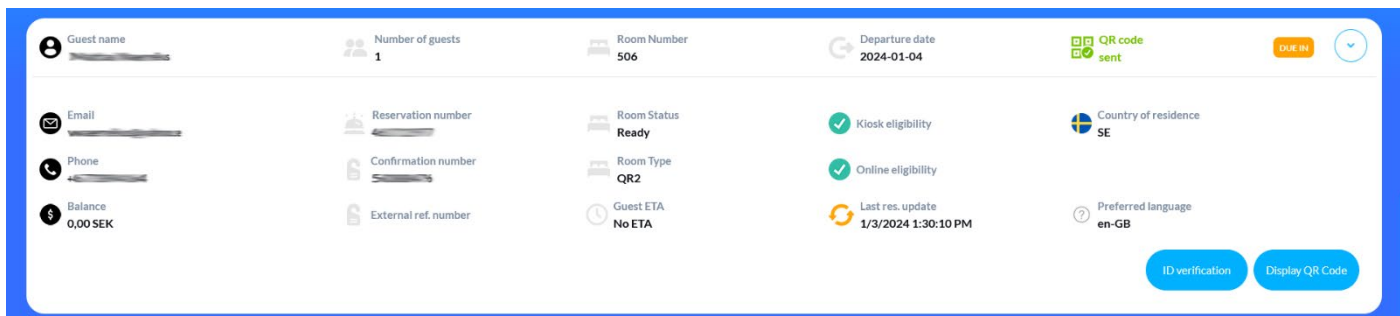 Guest name
Number of guests
1
Room Number
506
Departure date
2024-01-04
QR code
sent
DUE IN
Email
Reservation number
Room Status
Ready
Kiosk eligibility
Country of residence
SE
Phone
Confirmation number
Room Type
QR2
Online eligibility
Balance
0,00 SEK
External ref. number
Guest ETA
No ETA
Last res. update
1/3/2024 1:30:10 PM
Preferred language
en-GB
ID verification
Display QR Code